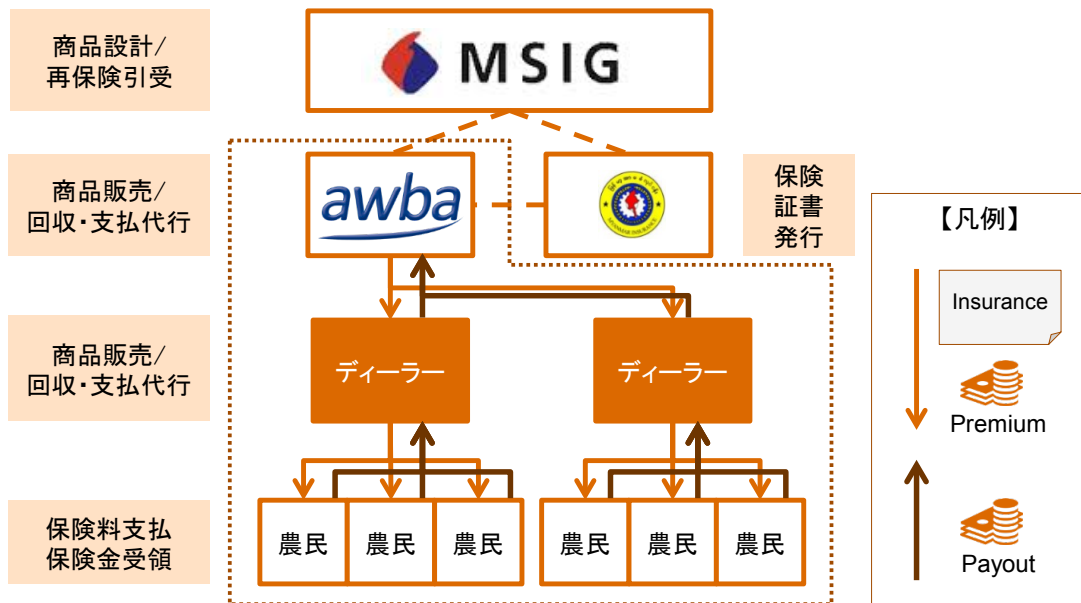 商品設計/
再保険引受
MSIG
商品販売/
回収・支払代行
awba
MYANMAR INSURANCE
保険
証書
発行
【凡例】
Insurance
Premium
Payout
商品販売/
回収・支払代行
ディーラー
ディーラー
保険料支払
保険金受領
農民
農民
農民
農民
農民
農民